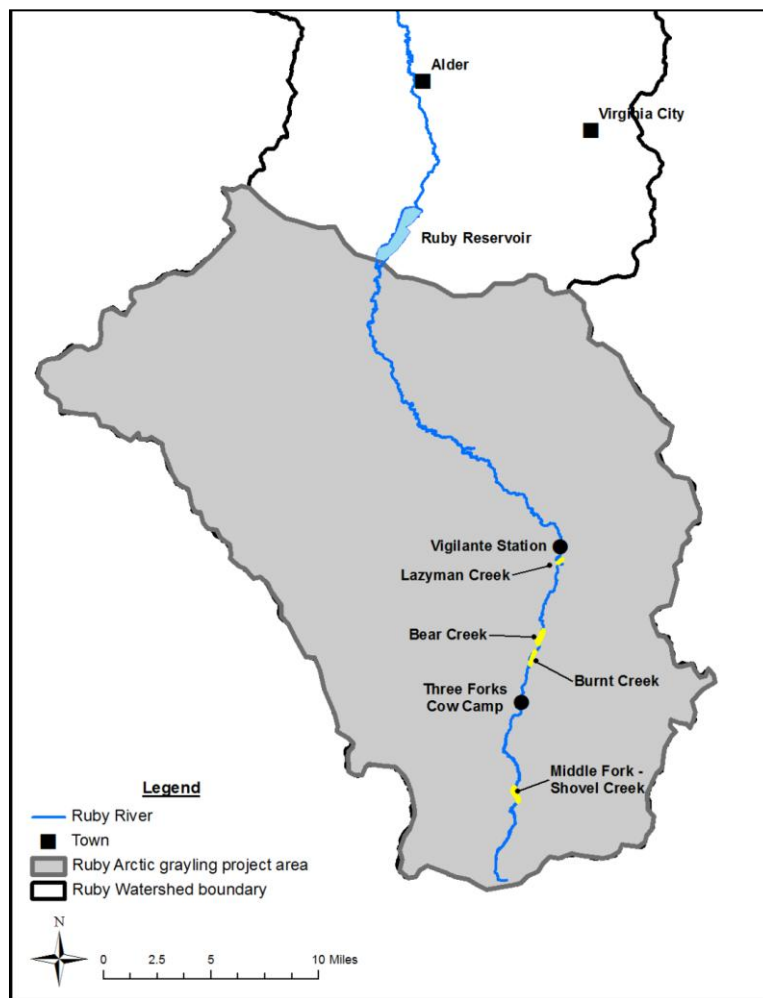 Alder
Virginia City
Ruby Reservoir
Vigilante Station
Lazyman Creek
Bear Creek
Burnt Creek
Three Forks
Cow Camp
Middle Fork -
Shovel Creek
Legend
Ruby River
Town
Ruby Arctic grayling project area
Ruby Watershed boundary
N
0 2.5 5 10 Miles